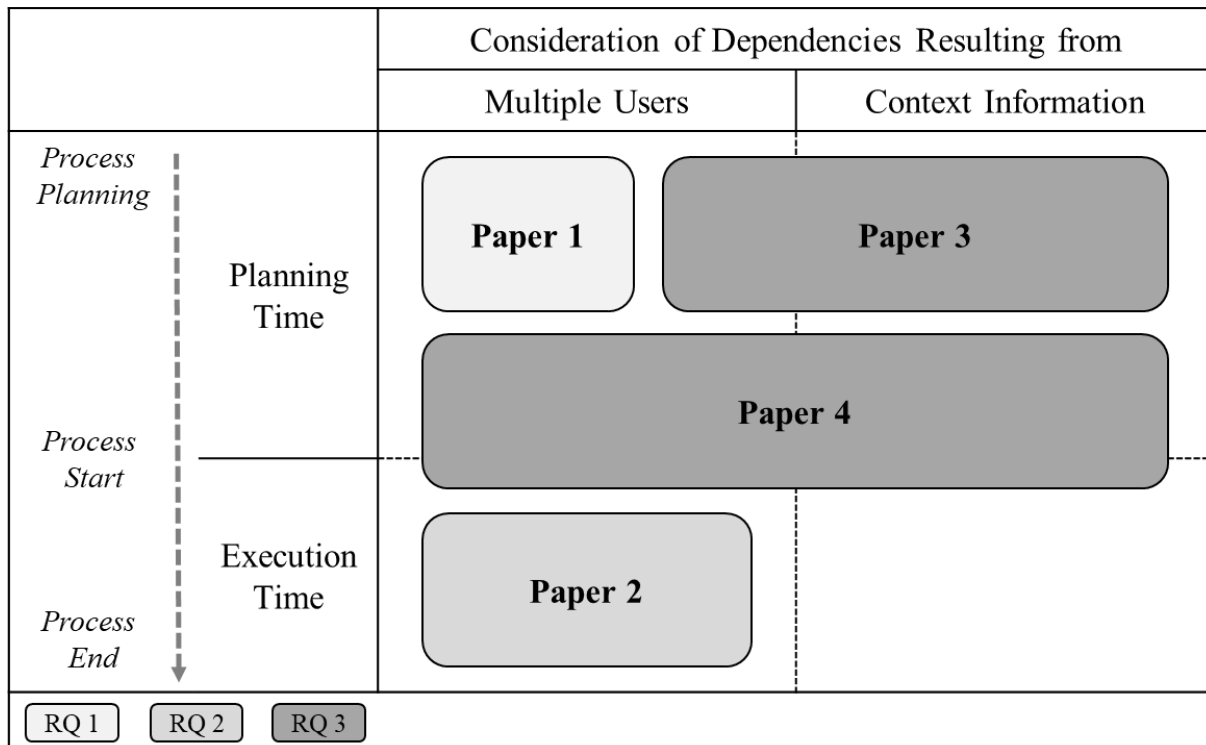 Consideration of Dependencies Resulting from
Multiple Users
Context Information
Process
Planning
Planning
Time
Paper 1
Paper 3
Paper 4
Process
Start
Execution
Time
Paper 2
Process
End
RQ 1
RQ 2
RQ 3